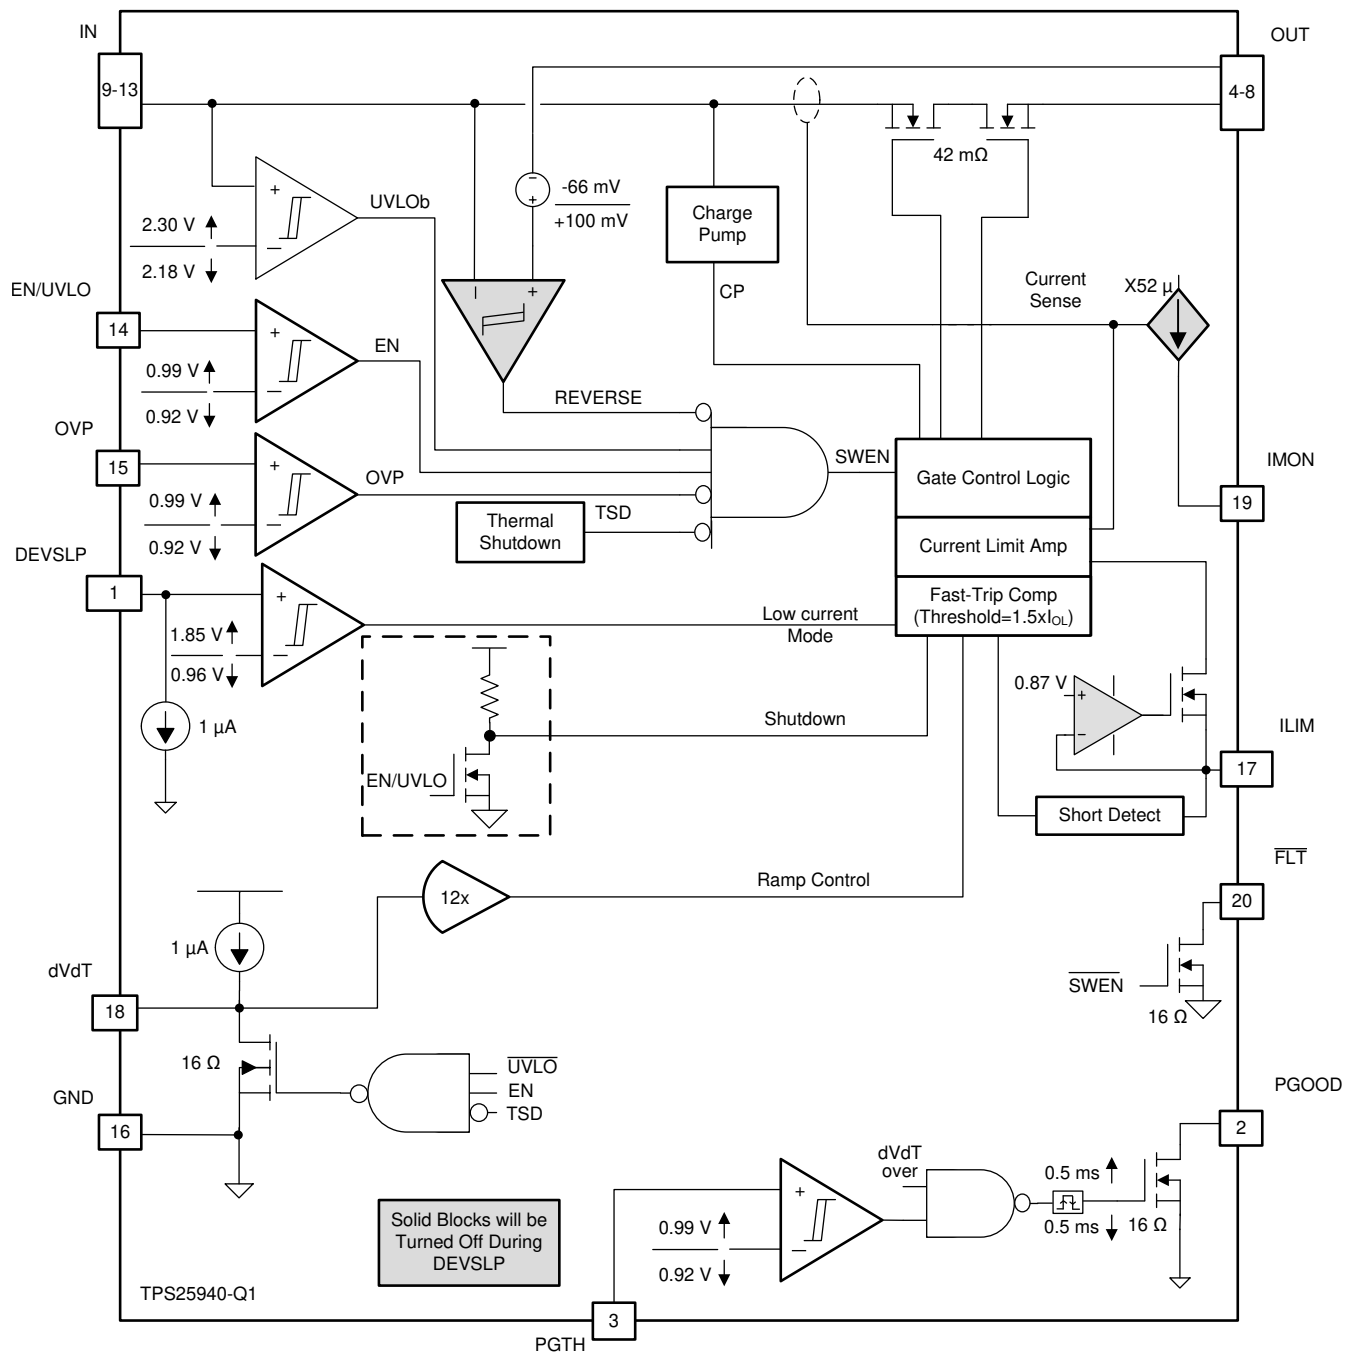 IN
OUT
9-13
4-8
42 mΩ
-66 mV
+100 mV
−
+
Charge
Pump
CP
+
−
UVLOb
2.30 V
2.18 V
EN/UVLO
14
+
−
EN
0.99 V
0.92 V
Current
Sense
X52 µ
REVERSE
OVP
15
+
−
OVP
0.99 V
0.92 V
SWEN
Gate Control Logic
IMON
19
Thermal
Shutdown
TSD
Current Limit Amp
DEVSLP
1
+
−
1.85 V
0.96 V
Low current
Mode
Fast-Trip Comp
(Threshold=1.5xIOL)
1 µA
0.87 V
+
−
Shutdown
EN/UVLO
ILIM
17
Short Detect
FLT
20
12x
Ramp Control
1 µA
dVdT
18
SWEN
16 Ω
16 Ω
UVLO
EN
TSD
GND
16
PGOOD
2
dVdT
over
0.5 ms
0.5 ms
16 Ω
+
−
0.99 V
0.92 V
Solid Blocks will be
Turned Off During
DEVSLP
TPS25940-Q1
3
PGTH